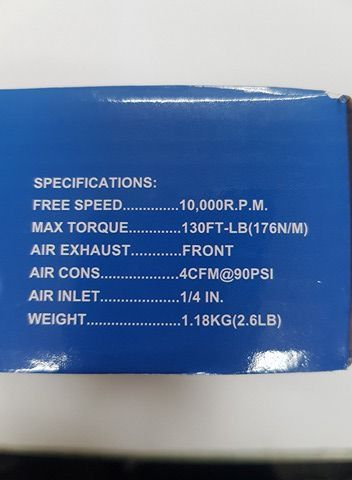 SPECIFICATIONS:
FREE SPEED.............10,000R.P.M.
MAX TORQUE............130FT-LB(176N/M)
AIR EXHAUST............FRONT
AIR CONS...................4CFM@90PSI
AIR INLET...................1/4 IN.
WEIGHT......................1.18KG(2.6LB)